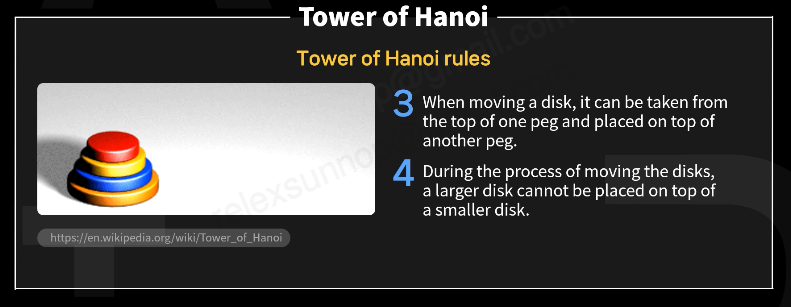 Tower of Hanoi
Tower of Hanoi rules
3 When moving a disk, it can be taken from
the top of one peg and placed on top of
another peg.
4 During the process of moving the disks,
a larger disk cannot be placed on top of
a smaller disk.
https://en.wikipedia.org/wiki/Tower_of_Hanoi